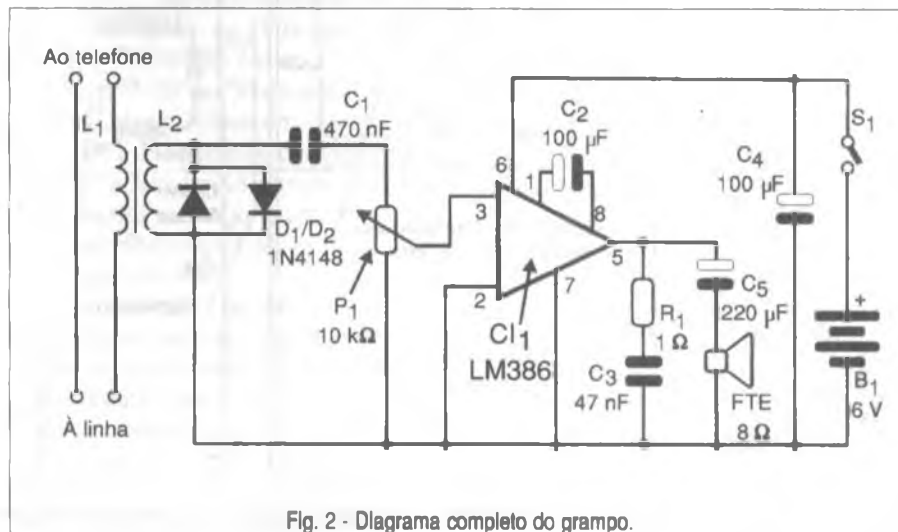 Ao telefone
L1
L2
C1
470 nF
D1/D2
1N4148
P1
10 kΩ
À linha
6
3
2
1
C2
100 µF
8
5
7
CI1
LM386
R1
1 Ω
C3
47 nF
C5
220 µF
FTE
8 Ω
C4
100 µF
S1
+
B1
6 V
Fig. 2 - Diagrama completo do grampo.